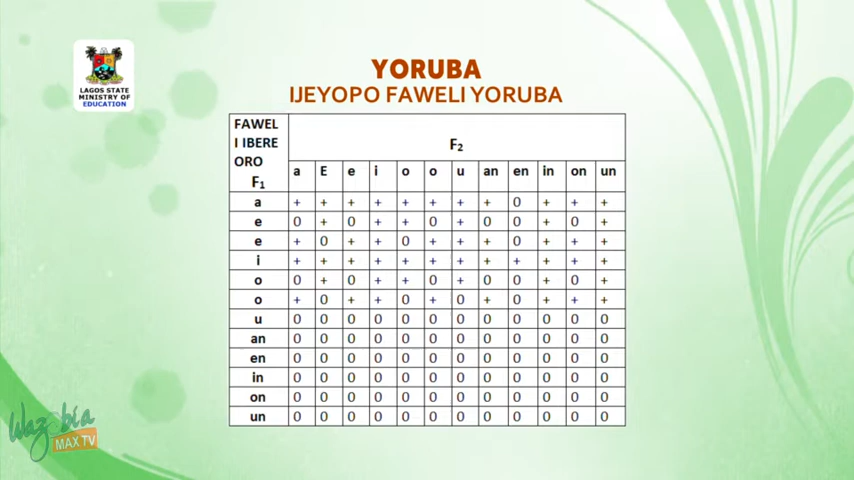 LAGOS STATE
MINISTRY OF
EDUCATION
YORUBA
IJEYOPO FAWELI YORUBA
FAWEL
I IBERE
ORO
F₁
F₂
a E e i o o u an en in on un
a + + + + + + + + 0 + + +
e 0 + 0 + + 0 + 0 0 + 0 +
e + 0 + + 0 + + + 0 + + +
i + + + + + + + + + + + +
o 0 + 0 + + 0 + 0 0 + 0 +
o + 0 + + 0 + 0 + 0 + + +
u 0 0 0 0 0 0 0 0 0 0 0 0
an 0 0 0 0 0 0 0 0 0 0 0 0
en 0 0 0 0 0 0 0 0 0 0 0 0
in 0 0 0 0 0 0 0 0 0 0 0 0
on 0 0 0 0 0 0 0 0 0 0 0 0
un 0 0 0 0 0 0 0 0 0 0 0 0
Wazobia
MAX TV